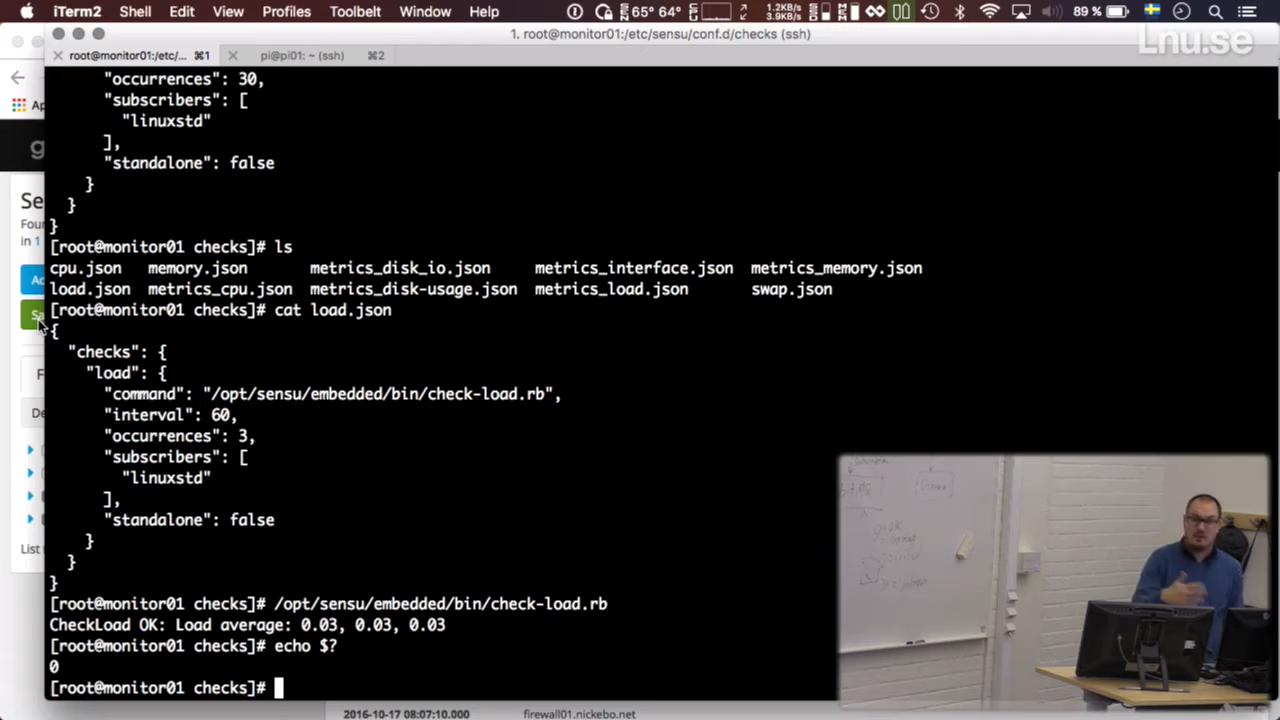 iTerm2 Shell Edit View Profiles Toolbelt Window Help 65° 64° 1.2KB/s 3.9KB/s 89 %
1. root@monitor01:/etc/sensu/conf.d/checks (ssh)
Lnu.se
root@monitor01:/etc/... ⌘1 pi@pi01: ~ (ssh) ⌘2
"occurrences": 30,
"subscribers": [
"linuxstd"
],
"standalone": false
}
}
}
[root@monitor01 checks]# ls
cpu.json memory.json metrics_disk_io.json metrics_interface.json metrics_memory.json
load.json metrics_cpu.json metrics_disk-usage.json metrics_load.json swap.json
[root@monitor01 checks]# cat load.json
{
"checks": {
"load": {
"command": "/opt/sensu/embedded/bin/check-load.rb",
"interval": 60,
"occurrences": 3,
"subscribers": [
"linuxstd"
],
"standalone": false
}
}
}
[root@monitor01 checks]# /opt/sensu/embedded/bin/check-load.rb
CheckLoad OK: Load average: 0.03, 0.03, 0.03
[root@monitor01 checks]# echo $?
0
[root@monitor01 checks]#
2016-10-17 08:07:10.000 firewall01.nickebo.net